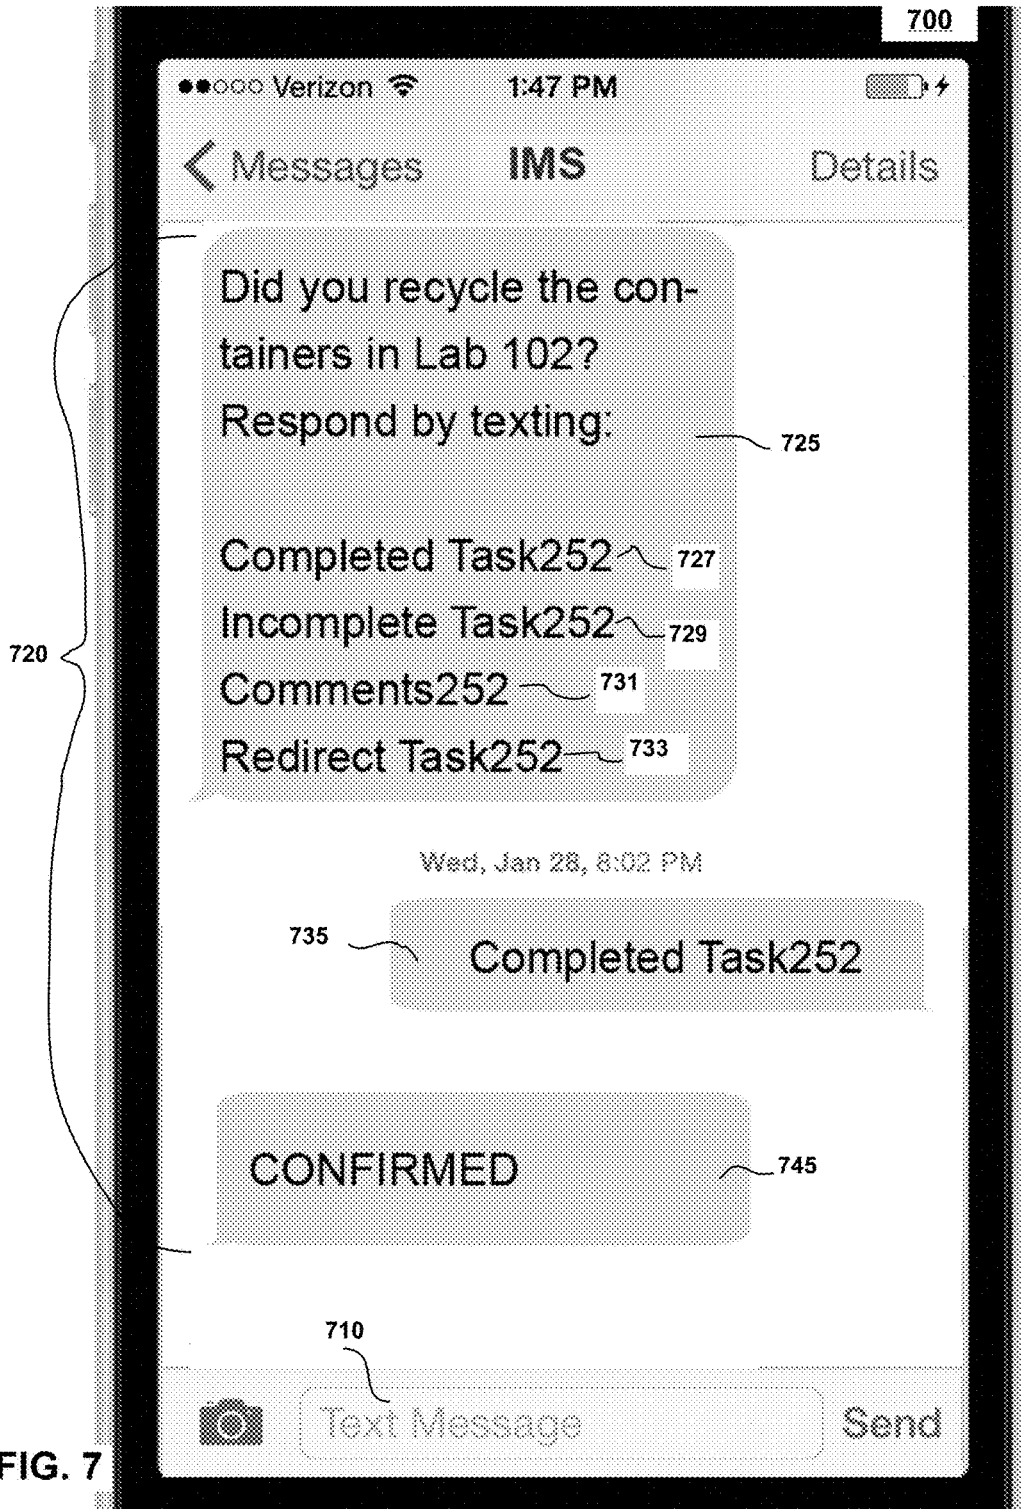 700
Verizon 1:47 PM
Messages IMS Details
Did you recycle the con-
tainers in Lab 102?
Respond by texting:
725
Completed Task252 727
Incomplete Task252 729
720
Comments252 731
Redirect Task252 733
Wed, Jan 28, 8:02 PM
735
Completed Task252
CONFIRMED 745
710
Text Message Send
FIG. 7